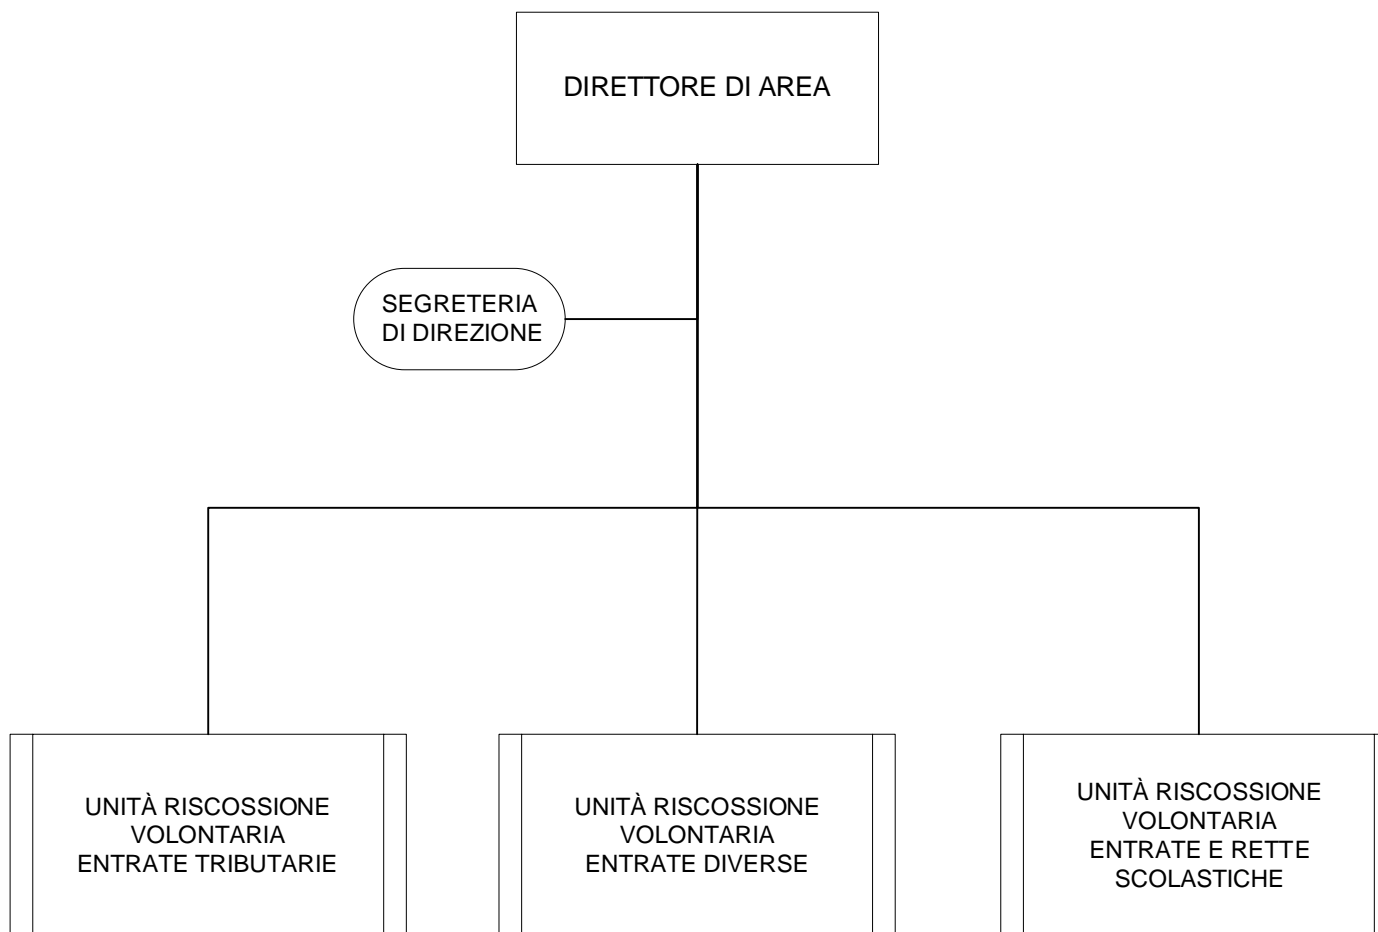 DIRETTORE DI AREA
SEGRETERIA
DI DIREZIONE
UNITÀ RISCOSSIONE
VOLONTARIA
ENTRATE TRIBUTARIE
UNITÀ RISCOSSIONE
VOLONTARIA
ENTRATE DIVERSE
UNITÀ RISCOSSIONE
VOLONTARIA
ENTRATE E RETTE
SCOLASTICHE